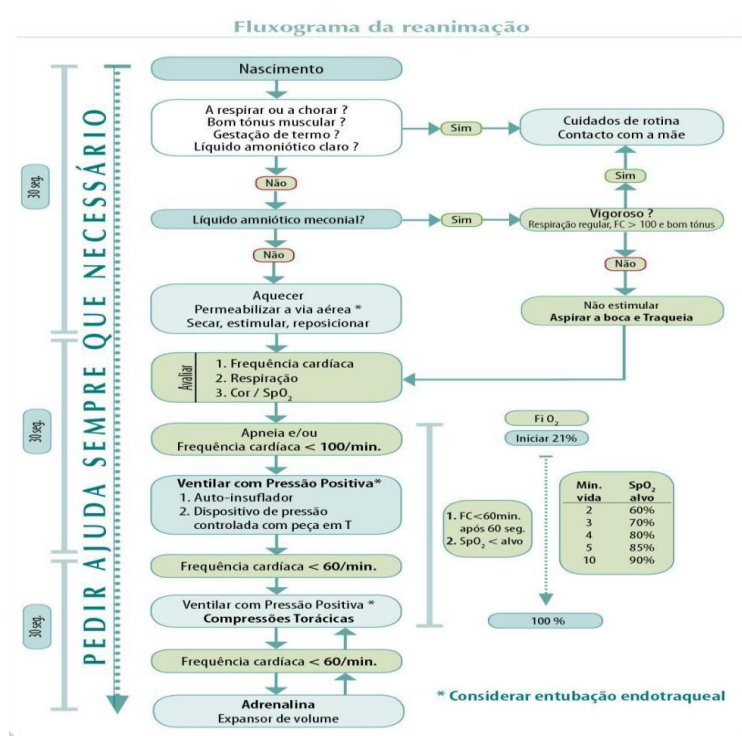 Fluxograma da reanimação
PEDIR AJUDA SEMPRE QUE NECESSÁRIO
30 seg.
30 seg.
30 seg.
Nascimento
A respirar ou a chorar ?
Bom tónus muscular ?
Gestação de termo ?
Líquido amoniótico claro ?
Sim
Cuidados de rotina
Contacto com a mãe
Não
Sim
Líquido amniótico meconial?
Sim
Vigoroso ?
Respiração regular, FC > 100 e bom tónus
Não
Não
Aquecer
Permeabilizar a via aérea *
Secar, estimular, reposicionar
Não estimular
Aspirar a boca e Traqueia
Avaliar
1. Frequência cardíaca
2. Respiração
3. Cor / SpO2
Apneia e/ou
Frequência cardíaca < 100/min.
Ventilar com Pressão Positiva*
1. Auto-insuflador
2. Dispositivo de pressão
controlada com peça em T
Frequência cardíaca < 60/min.
Ventilar com Pressão Positiva *
Compressões Torácicas
Frequência cardíaca < 60/min.
Adrenalina
Expansor de volume
1. FC<60min.
após 60 seg.
2. SpO2 < alvo
Fi O2
Iniciar 21%
100 %
Min. vida SpO2 alvo
2 60%
3 70%
4 80%
5 85%
10 90%
* Considerar entubação endotraqueal